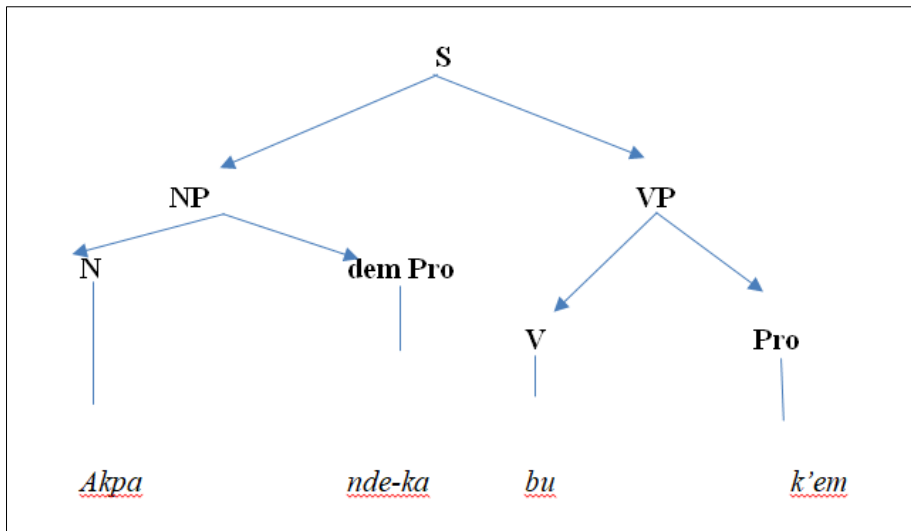 S
NP VP
N dem Pro
V Pro
Akpa nde-ka bu k’em